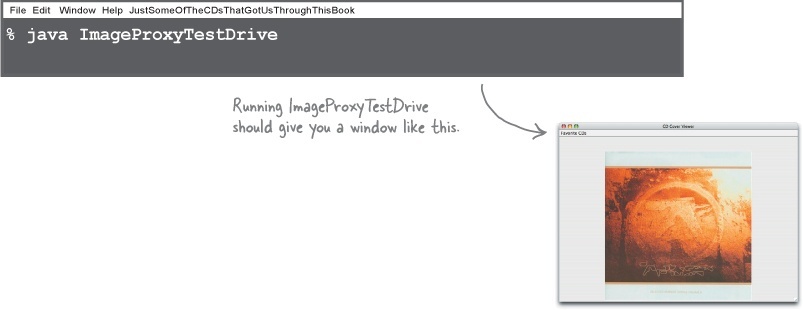 File Edit Window Help JustSomeOfTheCDsThatGotUsThroughThisBook
% java ImageProxyTestDrive
Running ImageProxyTestDrive
should give you a window like this.
CD Cover Viewer
Favorite CDs